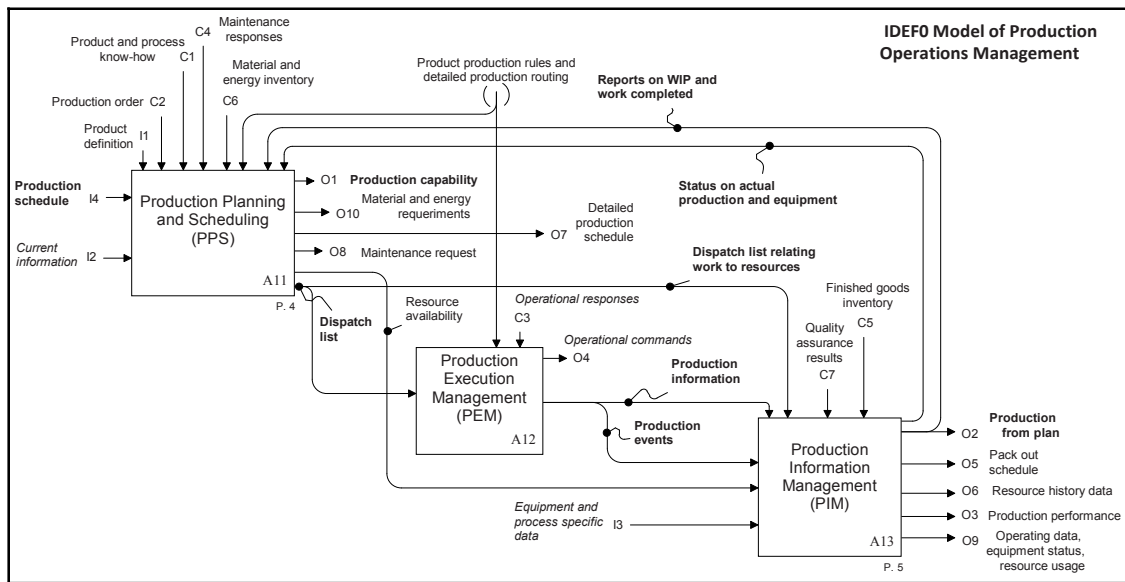 IDEF0 Model of Production
Operations Management
C4
Maintenance
responses
Product and process
know-how
C1
Material and
energy inventory
C6
Product production rules and
detailed production routing
Reports on WIP and
work completed
Production order C2
Product
definition
I1
Production
schedule
I4
Current
information
I2
Production Planning
and Scheduling
(PPS)
A11
P. 4
O1
Production capability
O10
Material and energy
requeriments
O7
Detailed
production schedule
O8
Maintenance request
Status on actual
production and equipment
Dispatch list relating
work to resources
Dispatch
list
Resource
availability
Operational responses
C3
Operational commands
O4
Finished goods
inventory
C5
Quality
assurance
results
C7
Production
Execution
Management
(PEM)
A12
Production
information
Production
events
Equipment and
process specific
data
I3
Production
Information
Management
(PIM)
A13
P. 5
O2
Production
from plan
O5
Pack out
schedule
O6
Resource history data
O3
Production performance
O9
Operating data,
equipment status,
resource usage